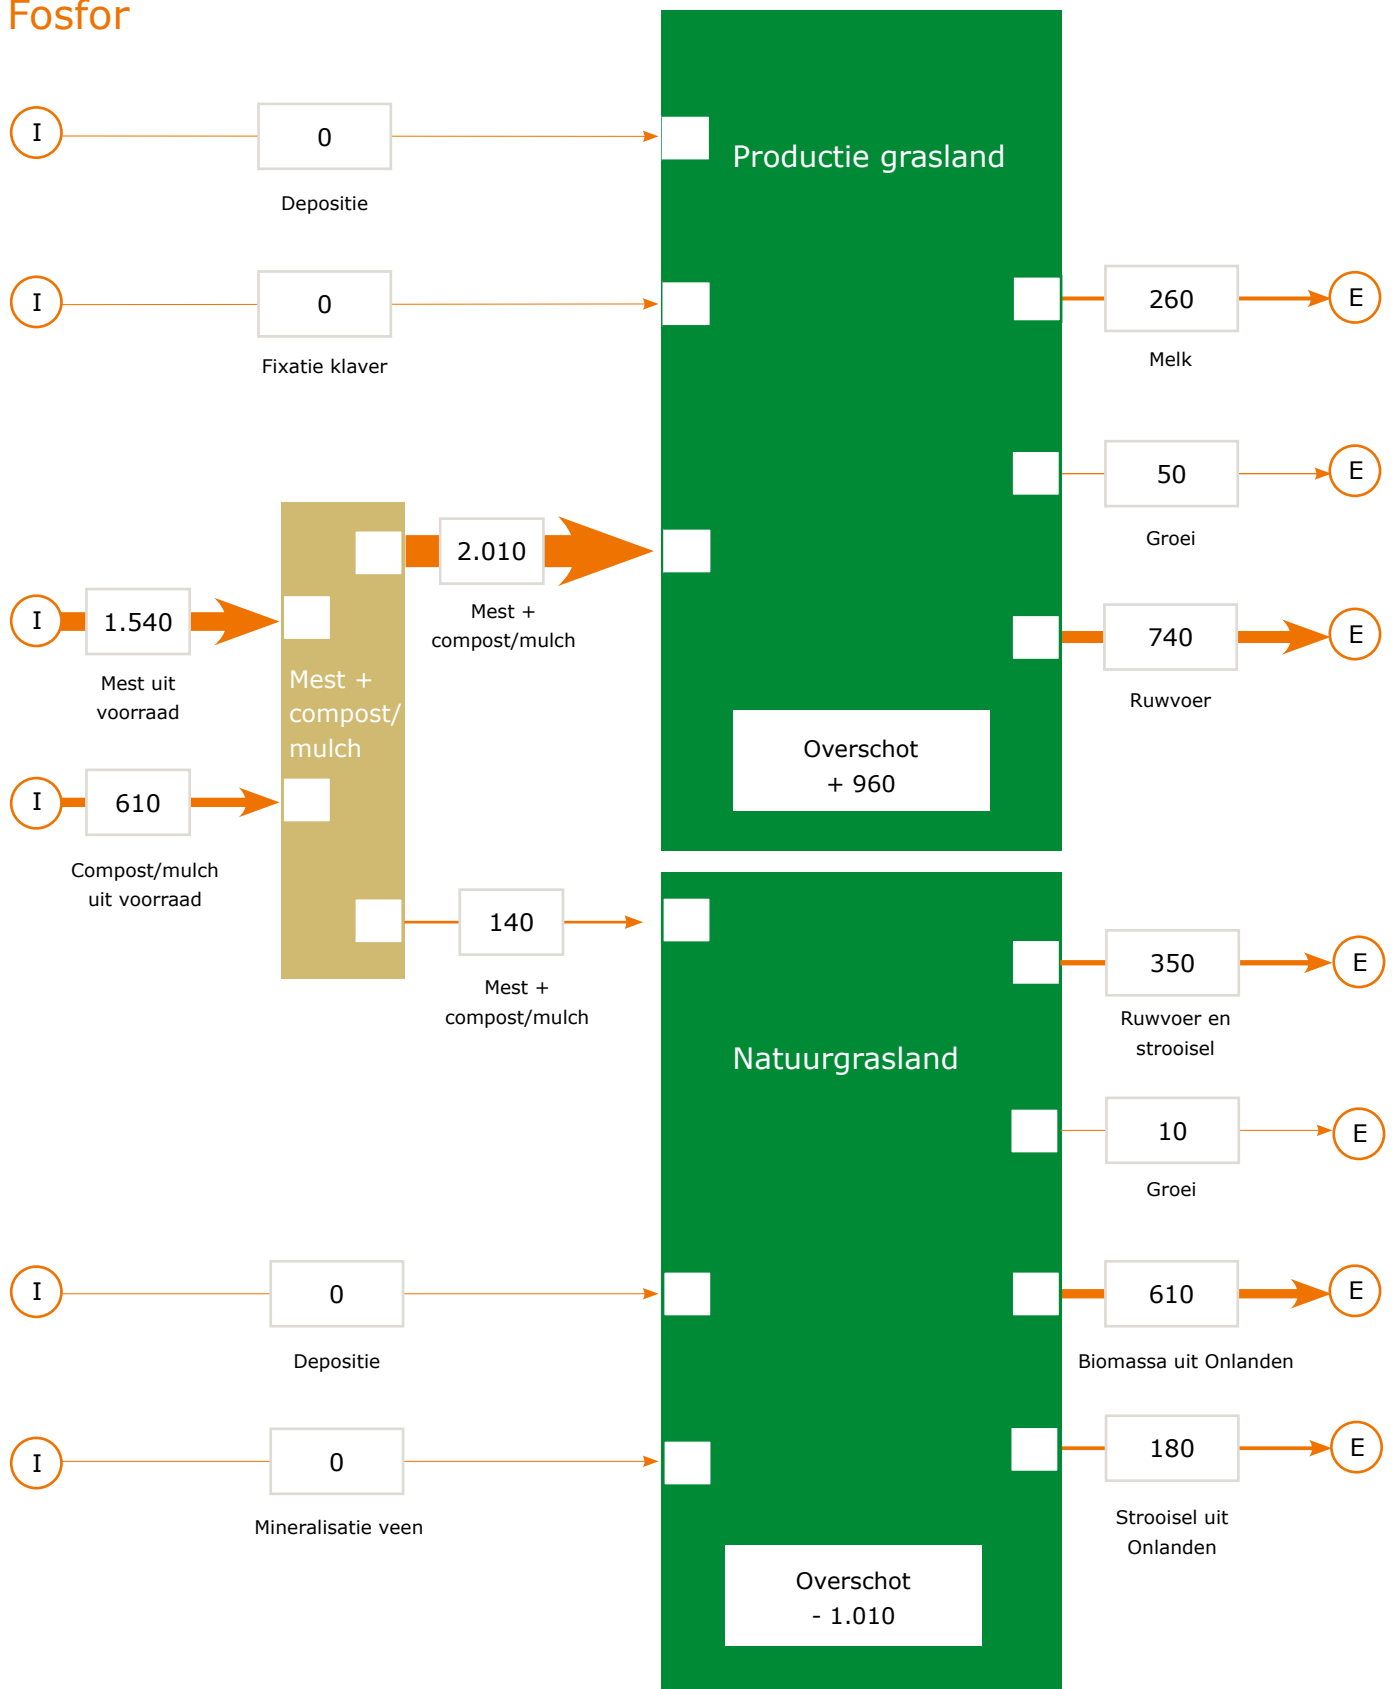 Fosfor
I
0
Depositie
Productie grasland
I
0
Fixatie klaver
260
E
Melk
50
E
Groei
2.010
Mest +
compost/mulch
I
1.540
Mest uit
voorraad
Mest +
compost/
mulch
740
E
Ruwvoer
Overschot
+ 960
I
610
Compost/mulch
uit voorraad
140
Mest +
compost/mulch
350
E
Ruwvoer en
strooisel
Natuurgrasland
10
E
Groei
I
0
Depositie
610
E
Biomassa uit Onlanden
I
0
Mineralisatie veen
180
E
Strooisel uit
Onlanden
Overschot
- 1.010